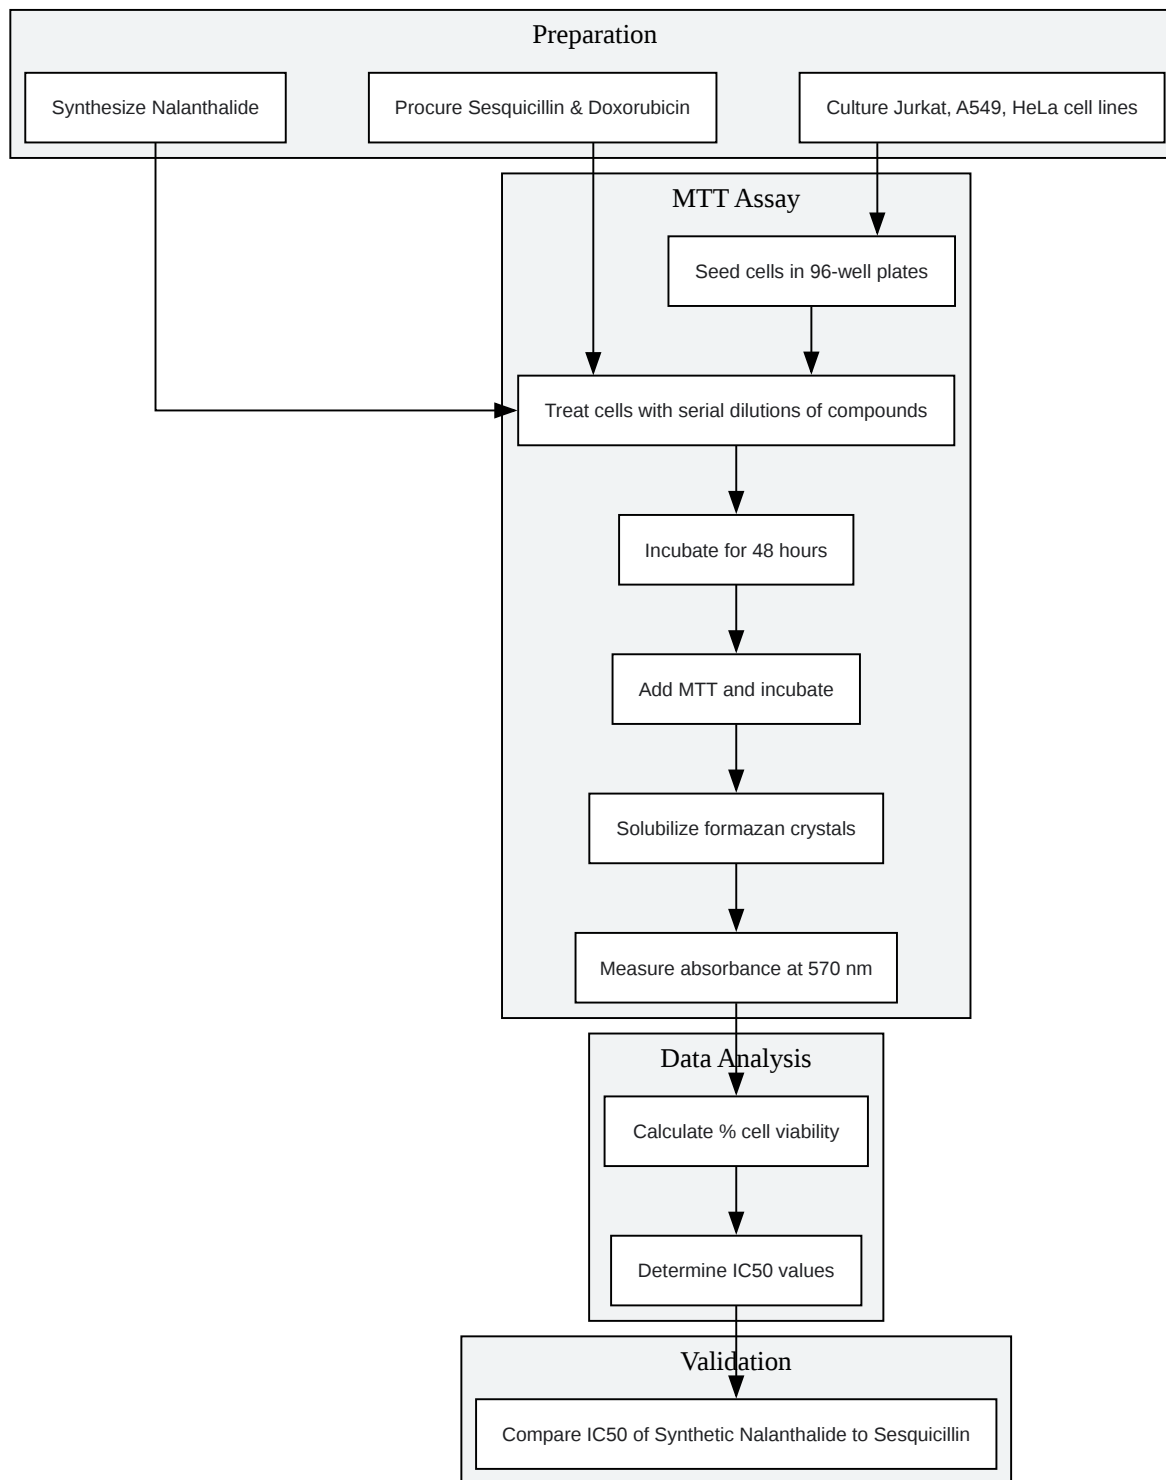 Preparation
Synthesize Nalanthalide
Procure Sesquicillin & Doxorubicin
Culture Jurkat, A549, HeLa cell lines
MTT Assay
Seed cells in 96-well plates
Treat cells with serial dilutions of compounds
Incubate for 48 hours
Add MTT and incubate
Solubilize formazan crystals
Measure absorbance at 570 nm
Data Analysis
Calculate % cell viability
Determine IC50 values
Validation
Compare IC50 of Synthetic Nalanthalide to Sesquicillin